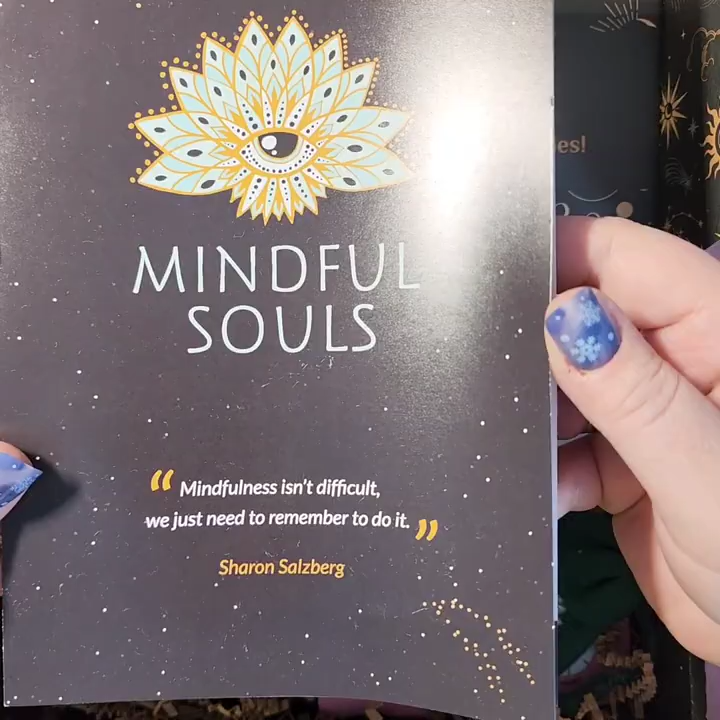 MINDFUL
SOULS
“ Mindfulness isn't difficult,
we just need to remember to do it. ”
Sharon Salzberg